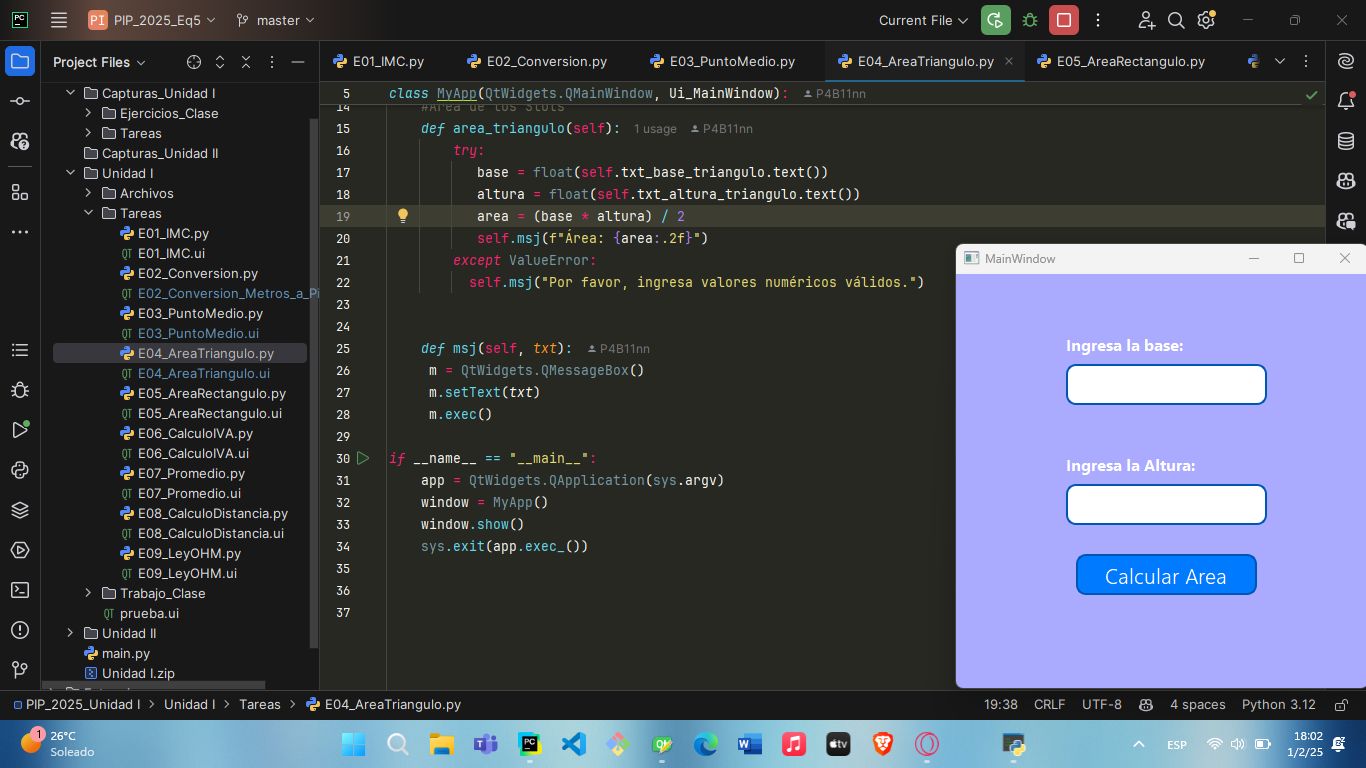 PC
PI PIP_2025_Eq5
master
Current File
Project Files
E01_IMC.py
E02_Conversion.py
E03_PuntoMedio.py
E04_AreaTriangulo.py
E05_AreaRectangulo.py
Capturas_Unidad I
Ejercicios_Clase
Tareas
Capturas_Unidad II
Unidad I
Archivos
Tareas
E01_IMC.py
E01_IMC.ui
E02_Conversion.py
E02_Conversion_Metros_a_Pi
E03_PuntoMedio.py
E03_PuntoMedio.ui
E04_AreaTriangulo.py
E04_AreaTriangulo.ui
E05_AreaRectangulo.py
E05_AreaRectangulo.ui
E06_CalculoIVA.py
E06_CalculoIVA.ui
E07_Promedio.py
E07_Promedio.ui
E08_CalculoDistancia.py
E08_CalculoDistancia.ui
E09_LeyOHM.py
E09_LeyOHM.ui
Trabajo_Clase
prueba.ui
Unidad II
main.py
Unidad I.zip
5 class MyApp(QtWidgets.QMainWindow, Ui_MainWindow): P4B11nn
14 #Area de los Slots
15 def area_triangulo(self): 1 usage P4B11nn
16 try:
17 base = float(self.txt_base_triangulo.text())
18 altura = float(self.txt_altura_triangulo.text())
19 area = (base * altura) / 2
20 self.msj(f"Área: {area:.2f}")
21 except ValueError:
22 self.msj("Por favor, ingresa valores numéricos válidos.")
23
24
25 def msj(self, txt): P4B11nn
26 m = QtWidgets.QMessageBox()
27 m.setText(txt)
28 m.exec()
29
30 if __name__ == "__main__":
31 app = QtWidgets.QApplication(sys.argv)
32 window = MyApp()
33 window.show()
34 sys.exit(app.exec_())
35
36
37
MainWindow
Ingresa la base:
Ingresa la Altura:
Calcular Area
PIP_2025_Unidad I > Unidad I > Tareas > E04_AreaTriangulo.py
19:38 CRLF UTF-8 4 spaces Python 3.12
1
26°C
Soleado
ESP
18:02
1/2/25